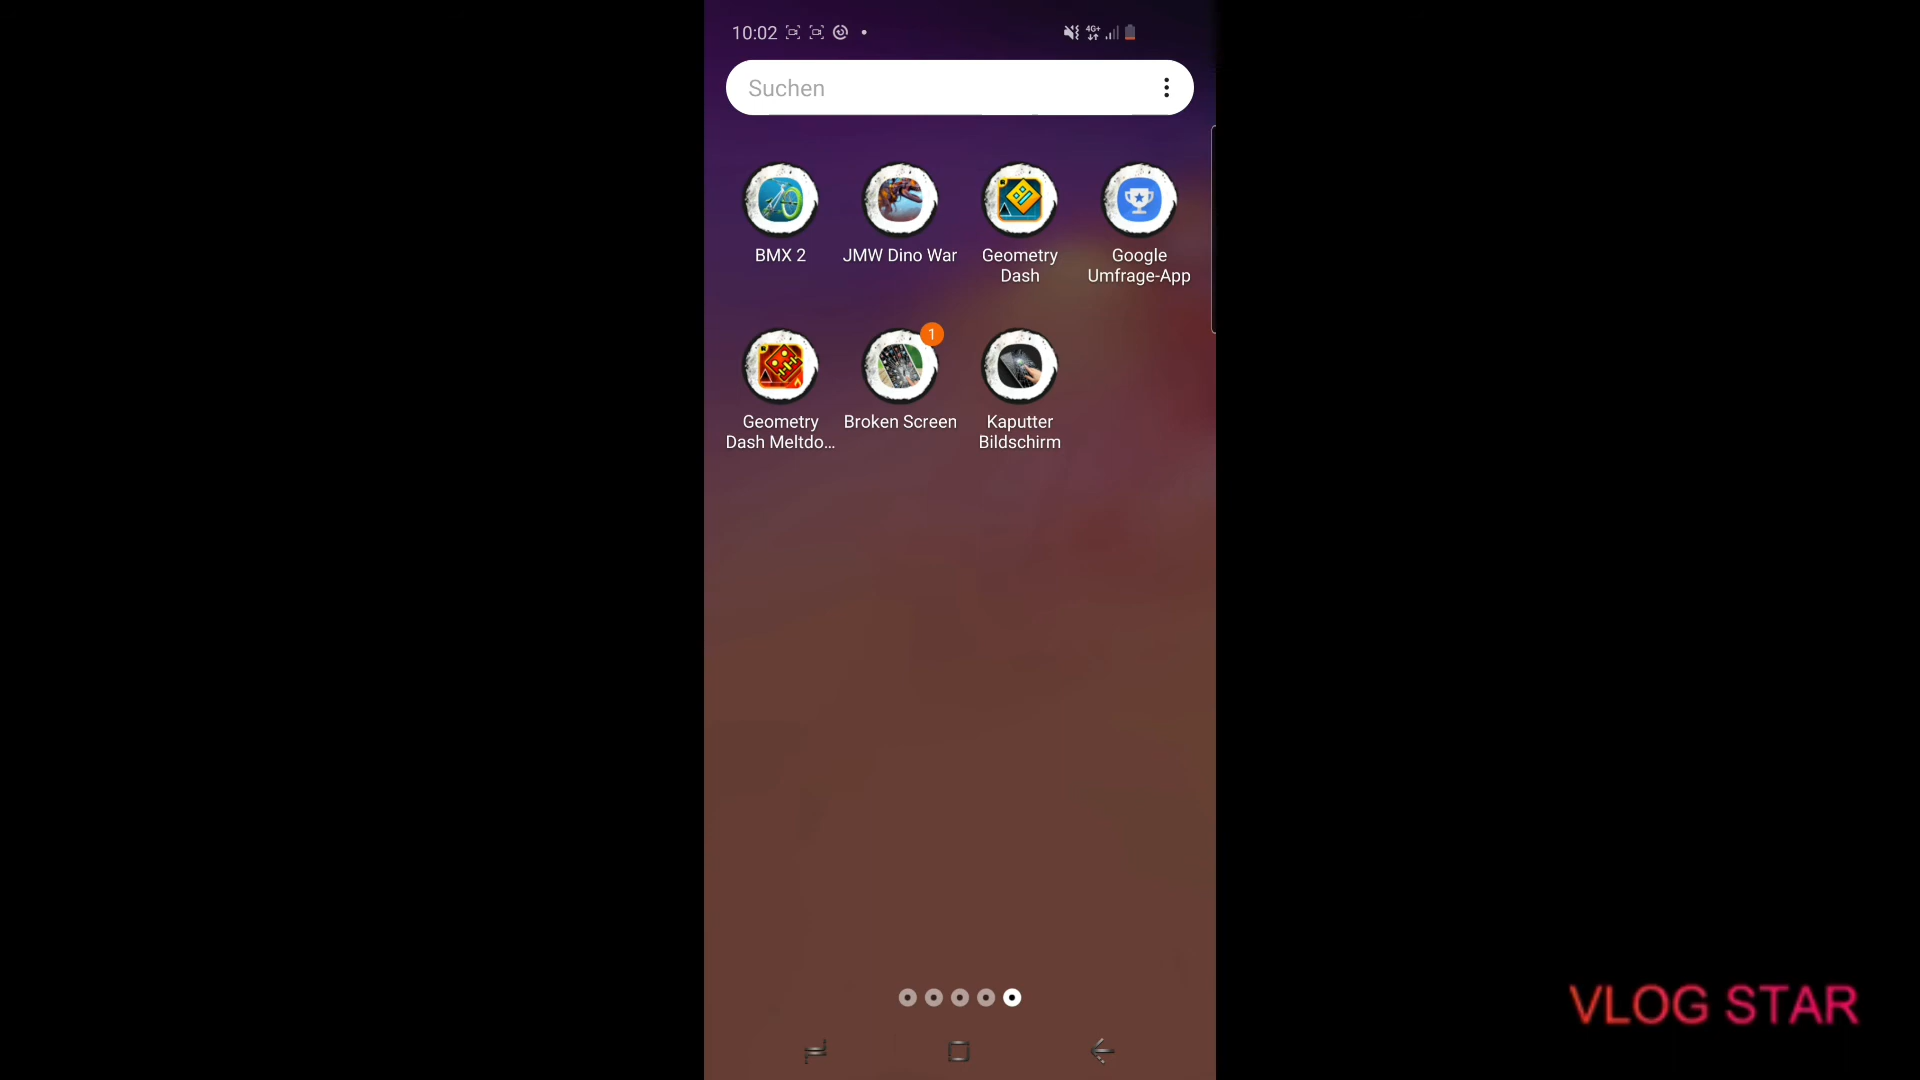 10:02
4G+
Suchen
BMX 2
JMW Dino War
Geometry
Dash
Google
Umfrage-App
1
Geometry
Dash Meltdo...
Broken Screen
Kaputter
Bildschirm
VLOG STAR